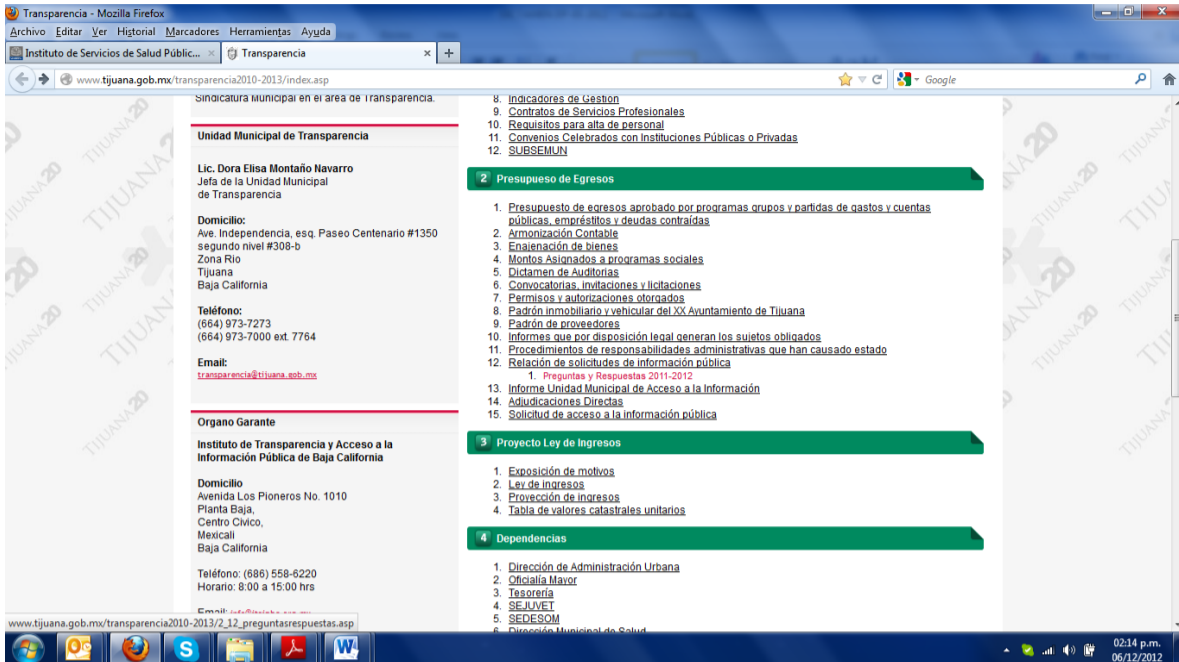 Transparencia - Mozilla Firefox
Archivo Editar Ver Historial Marcadores Herramientas Ayuda
Instituto de Servicios de Salud Públic...
Transparencia
www.tijuana.gob.mx/transparencia2010-2013/index.asp
Google
Sindicatura Municipal en el área de Transparencia.
Unidad Municipal de Transparencia
Lic. Dora Elisa Montaño Navarro
Jefa de la Unidad Municipal
de Transparencia
Domicilio:
Ave. Independencia, esq. Paseo Centenario #1350
segundo nivel #308-b
Zona Rio
Tijuana
Baja California
Teléfono:
(664) 973-7273
(664) 973-7000 ext. 7764
Email:
transparencia@tijuana.gob.mx
Organo Garante
Instituto de Transparencia y Acceso a la
Información Pública de Baja California
Domicilio
Avenida Los Pioneros No. 1010
Planta Baja,
Centro Civico,
Mexicali
Baja California
Teléfono: (686) 558-6220
Horario: 8:00 a 15:00 hrs
Email:
8. Indicadores de Gestión
9. Contratos de Servicios Profesionales
10. Requisitos para alta de personal
11. Convenios Celebrados con Instituciones Públicas o Privadas
12. SUBSEMUN
2 Presupueso de Egresos
1. Presupuesto de egresos aprobado por programas grupos y partidas de gastos y cuentas
públicas, empréstitos y deudas contraídas
2. Armonización Contable
3. Enajenación de bienes
4. Montos Asignados a programas sociales
5. Dictamen de Auditorias
6. Convocatorias, invitaciones y licitaciones
7. Permisos y autorizaciones otorgados
8. Padrón inmobiliario y vehicular del XX Ayuntamiento de Tijuana
9. Padrón de proveedores
10. Informes que por disposición legal generan los sujetos obligados
11. Procedimientos de responsabilidades administrativas que han causado estado
12. Relación de solicitudes de información pública
1. Preguntas y Respuestas 2011-2012
13. Informe Unidad Municipal de Acceso a la Información
14. Adjudicaciones Directas
15. Solicitud de acceso a la información pública
3 Proyecto Ley de Ingresos
1. Exposición de motivos
2. Ley de ingresos
3. Proyección de ingresos
4. Tabla de valores catastrales unitarios
4 Dependencias
1. Dirección de Administración Urbana
2. Oficialía Mayor
3. Tesorería
4. SEJUVET
5. SEDESOM
6. Dirección Municipal de Salud
TIJUANA20
www.tijuana.gob.mx/transparencia2010-2013/2_12_preguntasrespuestas.asp
02:14 p.m.
06/12/2012